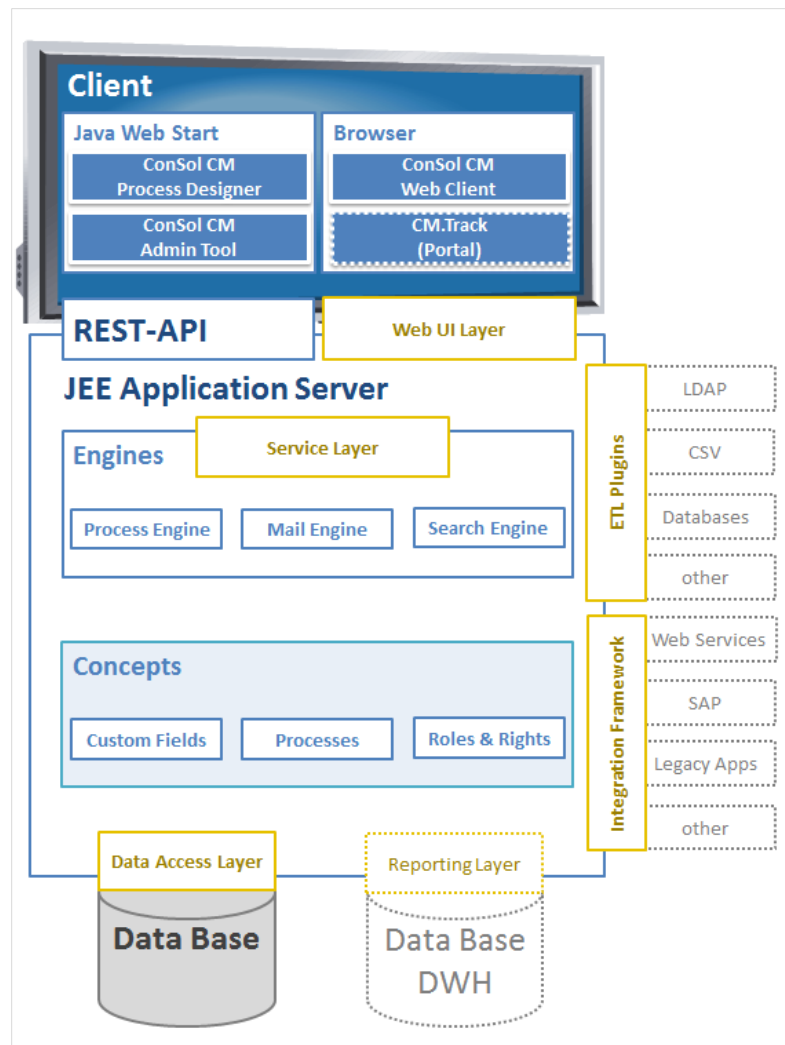 Client
Java Web Start
ConSol CM
Process Designer
ConSol CM
Admin Tool
Browser
ConSol CM
Web Client
CM.Track
(Portal)
REST-API
Web UI Layer
JEE Application Server
Engines
Service Layer
Process Engine
Mail Engine
Search Engine
Concepts
Custom Fields
Processes
Roles & Rights
ETL Plugins
LDAP
CSV
Databases
other
Integration Framework
Web Services
SAP
Legacy Apps
other
Data Access Layer
Data Base
Reporting Layer
Data Base
DWH